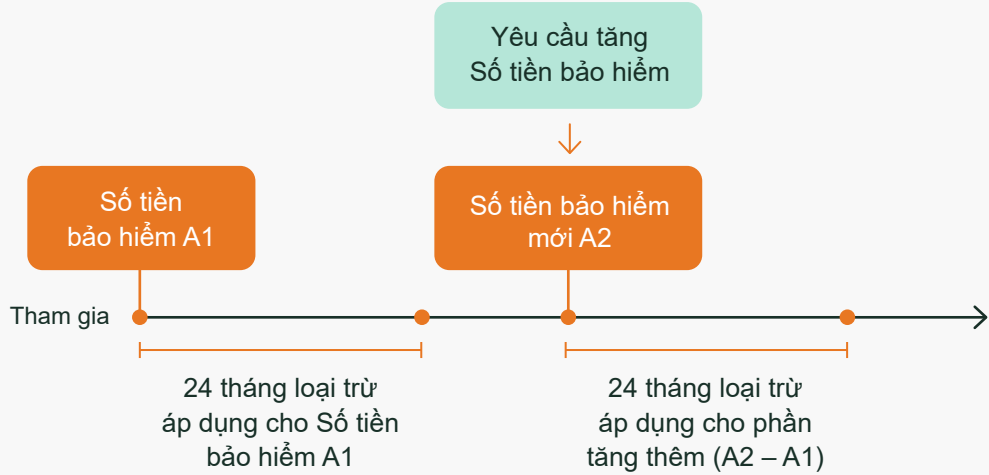 Yêu cầu tăng
Số tiền bảo hiểm
Số tiền
bảo hiểm A1
Số tiền bảo hiểm
mới A2
Tham gia
24 tháng loại trừ
áp dụng cho Số tiền
bảo hiểm A1
24 tháng loại trừ
áp dụng cho phần
tăng thêm (A2 – A1)